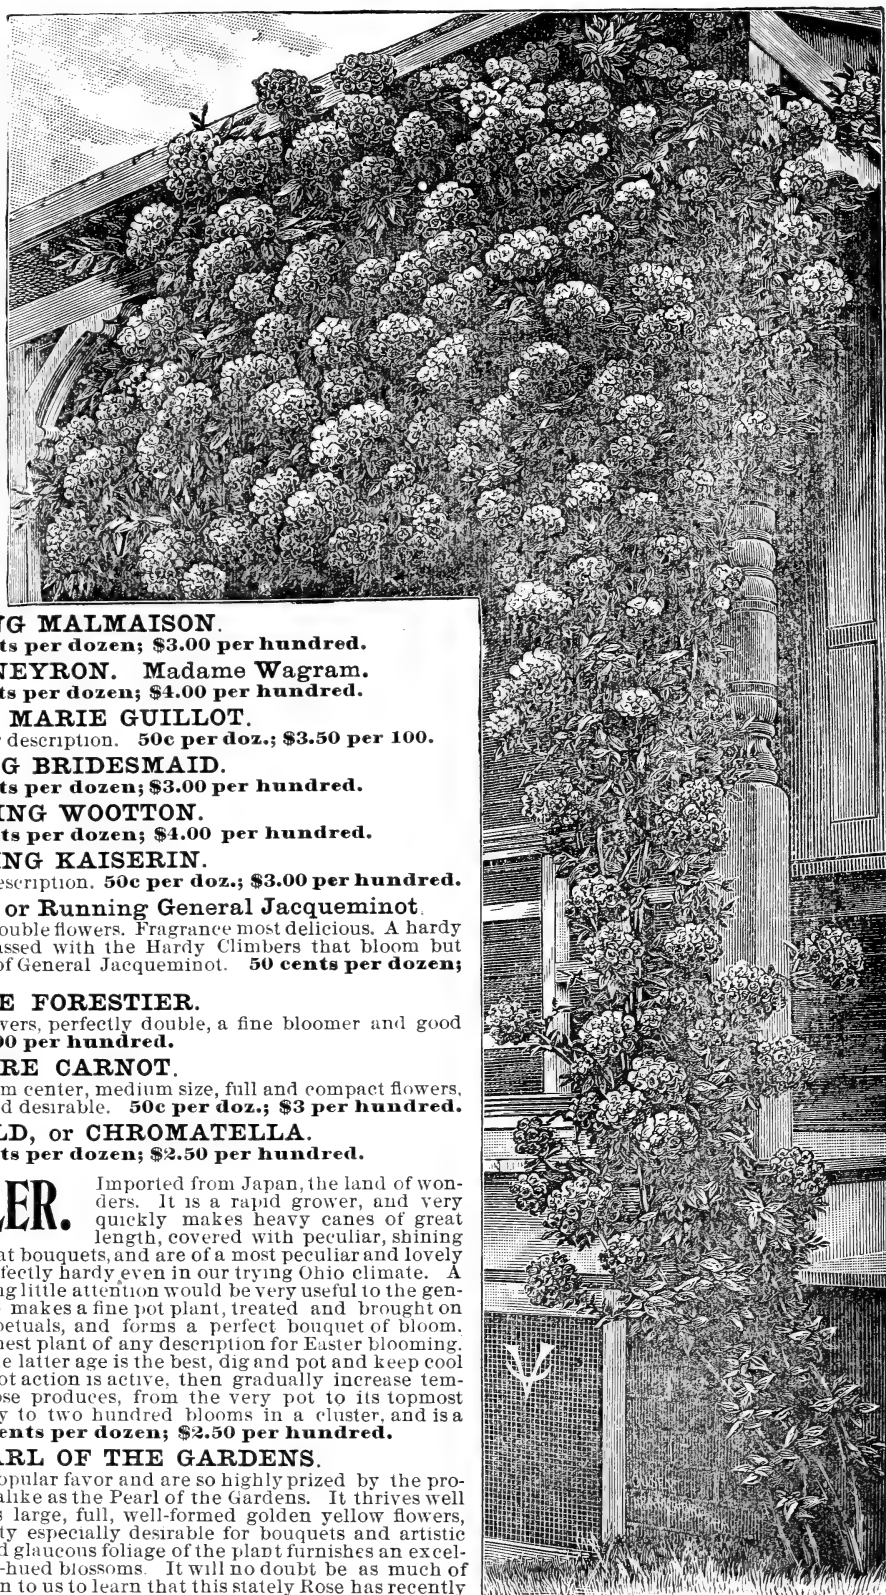 NG MALMAISON.
ts per dozen; $3.00 per hundred.
NEYRON. Madame Wagram.
ts per dozen; $4.00 per hundred.
MARIE GUILLOT.
description. 50c per doz.; $3.50 per 100.
G BRIDESMAID.
ts per dozen; $3.00 per hundred.
ING WOOTTON.
ts per dozen; $4.00 per hundred.
ING KAISERIN.
escription. 50c per doz.; $3.00 per hundred.
or Running General Jacqueminot.
ouble flowers. Fragrance most delicious. A hardy
assed with the Hardy Climbers that bloom but
of General Jacqueminot. 50 cents per dozen;
E FORESTIER.
vers, perfectly double, a fine bloomer and good
00 per hundred.
RE CARNOT.
m center, medium size, full and compact flowers,
d desirable. 50c per doz.; $3 per hundred.
LD, or CHROMATELLA.
ts per dozen; $2.50 per hundred.
LER.
Imported from Japan, the land of won-
ders. It is a rapid grower, and very
quickly makes heavy canes of great
length, covered with peculiar, shining
at bouquets, and are of a most peculiar and lovely
fectly hardy even in our trying Ohio climate. A
ng little attention would be very useful to the gen-
makes a fine pot plant, treated and brought on
petuals, and forms a perfect bouquet of bloom.
nest plant of any description for Easter blooming.
e latter age is the best, dig and pot and keep cool
ot action is active, then gradually increase tem-
ose produces, from the very pot to its topmost
y to two hundred blooms in a cluster, and is a
ents per dozen; $2.50 per hundred.
ARL OF THE GARDENS.
opular favor and are so highly prized by the pro-
alike as the Pearl of the Gardens. It thrives well
s large, full, well-formed golden yellow flowers,
ty especially desirable for bouquets and artistic
d glaucous foliage of the plant furnishes an excel-
-hued blossoms. It will no doubt be as much of
n to us to learn that this stately Rose has recently